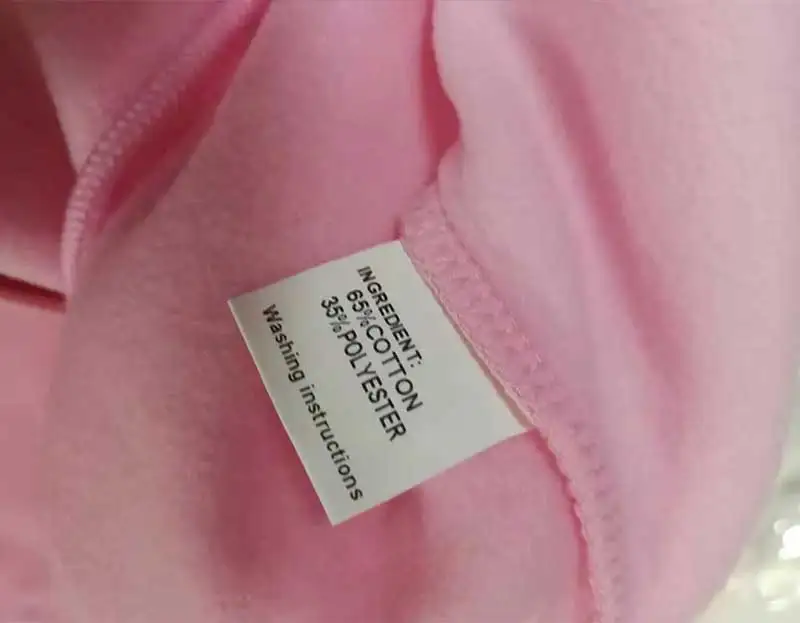 INGREDIENT:
65%COTTON
35%POLYESTER
Washing instructions